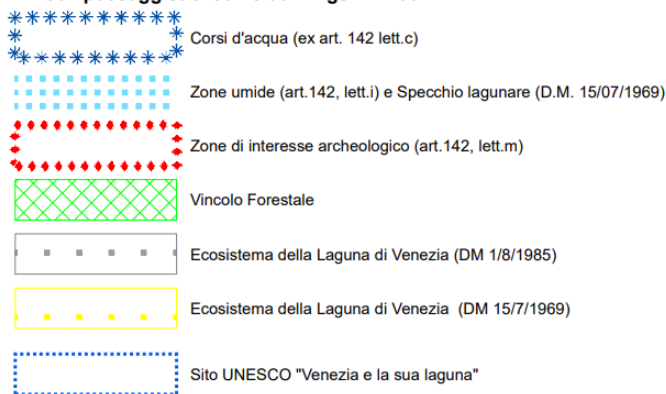 Corsi d'acqua (ex art. 142 lett.c)
Zone umide (art.142, lett.i) e Specchio lagunare (D.M. 15/07/1969)
Zone di interesse archeologico (art.142, lett.m)
Vincolo Forestale
Ecosistema della Laguna di Venezia (DM 1/8/1985)
Ecosistema della Laguna di Venezia (DM 15/7/1969)
Sito UNESCO "Venezia e la sua laguna"